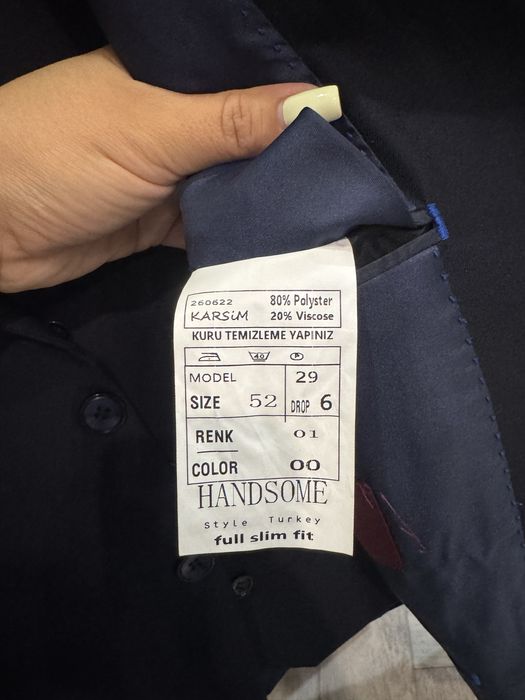 260622 80% Polyster
KARSiM 20% Viscose
KURU TEMIZLEME YAPINIZ
40 P
MODEL 29
SIZE 52 DROP 6
RENK 01
COLOR 00
HANDSOME
Style Turkey
full slim fit